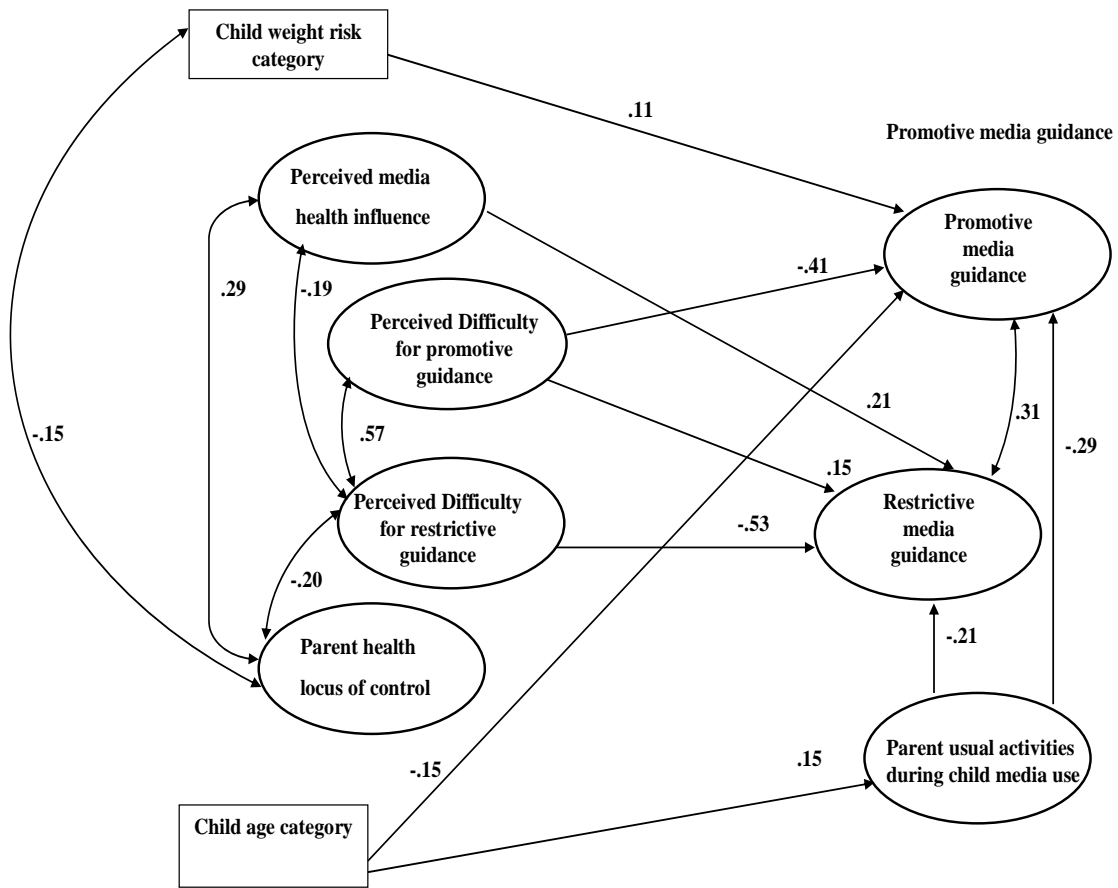 Child weight risk
category
.11
Promotive media guidance
Perceived media
health influence
Promotive
media
guidance
.29
-.19
-.41
Perceived Difficulty
for promotive
guidance
.21
.31
-.29
-.15
.57
.15
Perceived Difficulty
for restrictive
guidance
-.53
Restrictive
media
guidance
-.20
-.21
Parent health
locus of control
-.15
.15
Parent usual activities
during child media use
Child age category